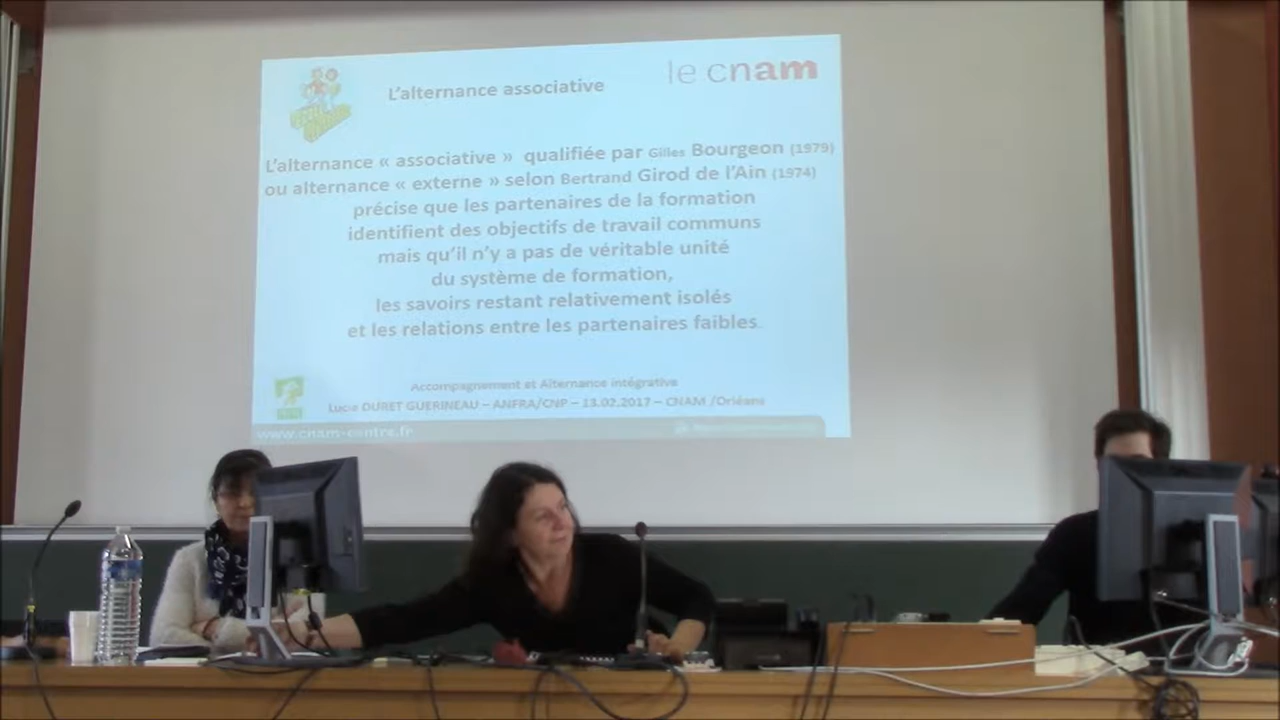 L'alternance associative
le cnam
L'alternance « associative » qualifiée par Gilles Bourgeon (1979)
ou alternance « externe » selon Bertrand Girod de l'Ain (1974)
précise que les partenaires de la formation
identifient des objectifs de travail communs
mais qu'il n'y a pas de véritable unité
du système de formation,
les savoirs restant relativement isolés
et les relations entre les partenaires faibles.
Accompagnement et Alternance intégrative
Lucie DURET GUERINEAU – ANFRA/CNP – 13.02.2017 – CNAM /Orléans
www.cnam-centre.fr